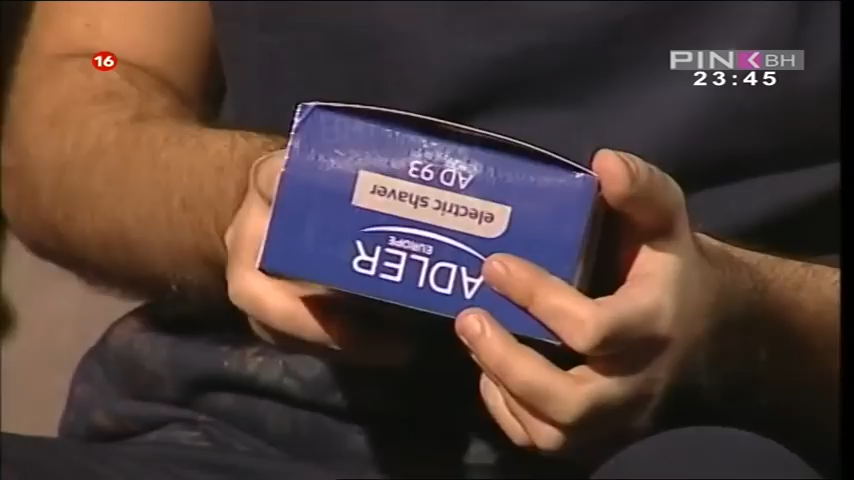 16
PINK BH
23:45
ADLER
EUROPE
electric shaver
AD 93